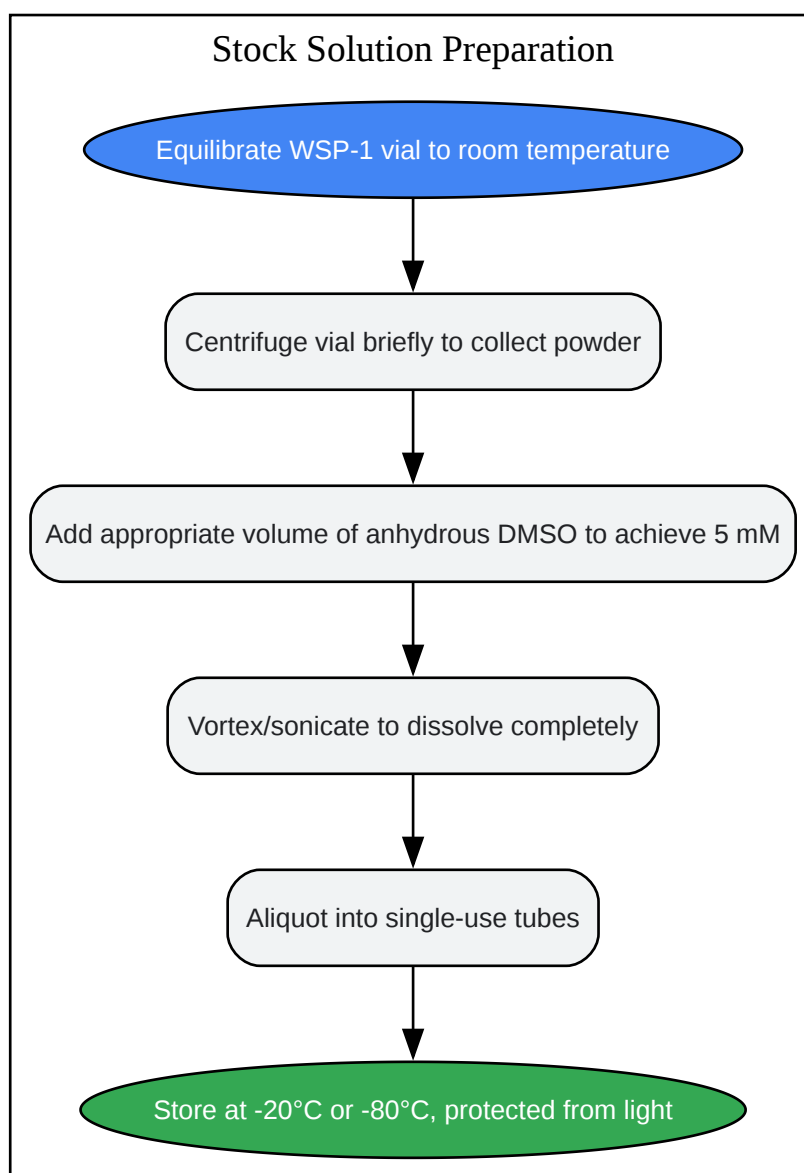 Stock Solution Preparation
Equilibrate WSP-1 vial to room temperature
Centrifuge vial briefly to collect powder
Add appropriate volume of anhydrous DMSO to achieve 5 mM
Vortex/sonicate to dissolve completely
Aliquot into single-use tubes
Store at -20°C or -80°C, protected from light